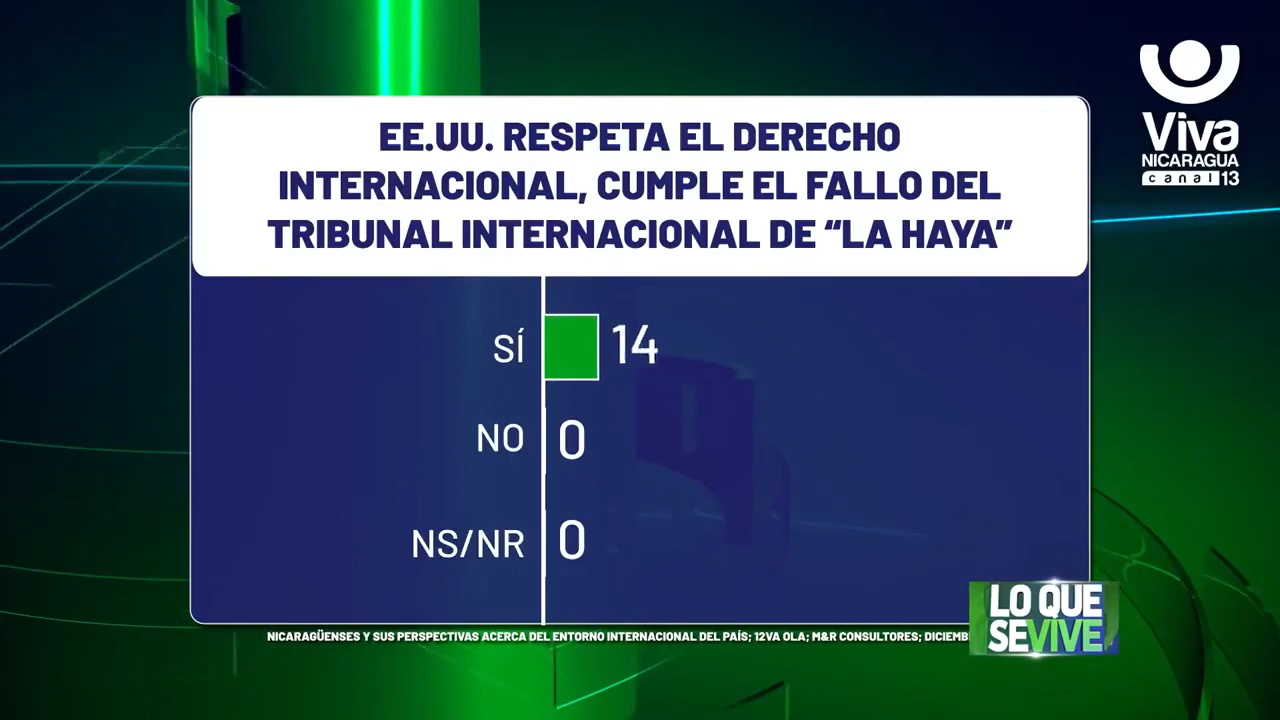 EE.UU. RESPETA EL DERECHO
INTERNACIONAL, CUMPLE EL FALLO DEL
TRIBUNAL INTERNACIONAL DE “LA HAYA”
SÍ 14
NO 0
NS/NR 0
NICARAGÜENSES Y SUS PERSPECTIVAS ACERCA DEL ENTORNO INTERNACIONAL DEL PAÍS; 12VA OLA; M&R CONSULTORES;
LO QUE
SEVIVE
Viva
NICARAGUA
canal 13